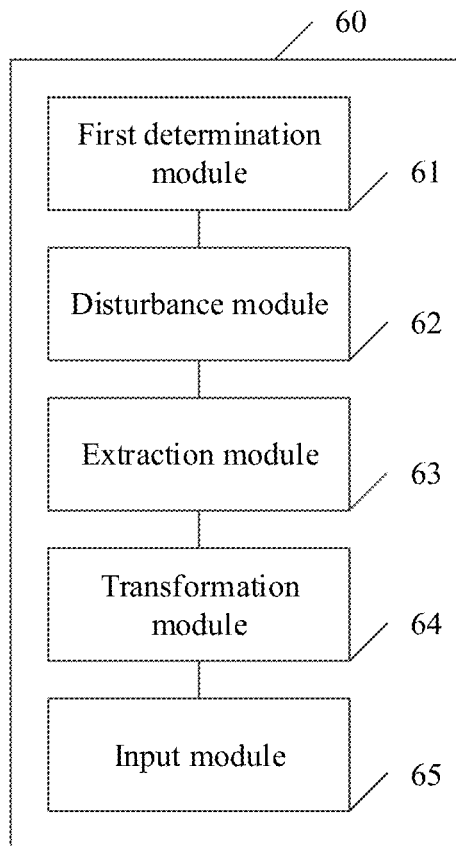 60
First determination
module
61
Disturbance module
62
Extraction module
63
Transformation
module
64
Input module
65